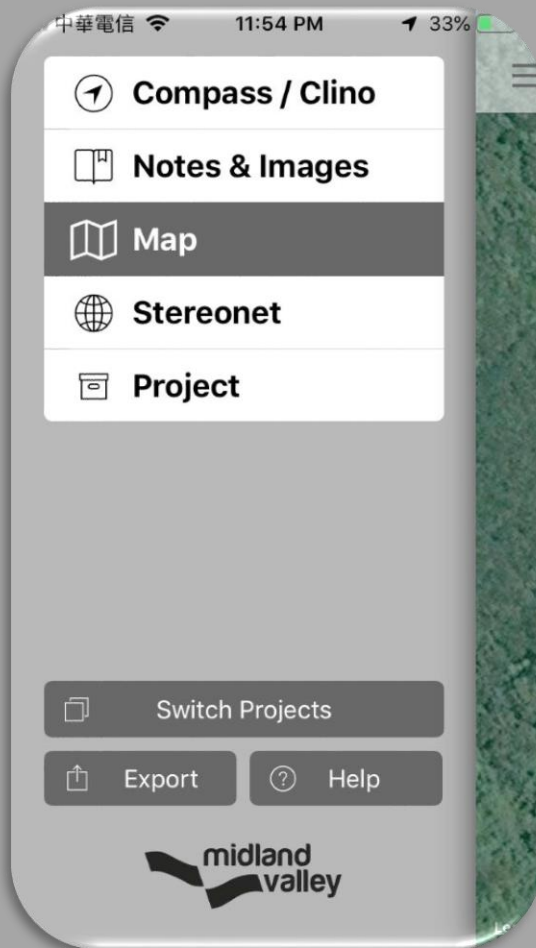 中華電信 11:54 PM 33%
Compass / Clino
Notes & Images
Map
Stereonet
Project
Switch Projects
Export Help
midland
valley